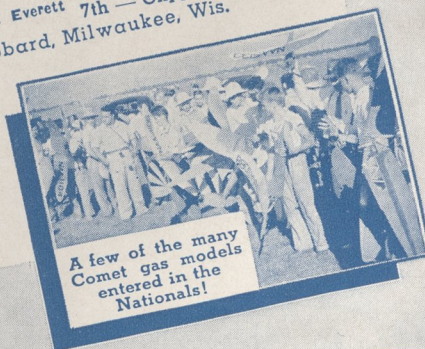 Everett 7th —
bard, Milwaukee, Wis.
A few of the many
Comet gas models
entered in the
Nationals!